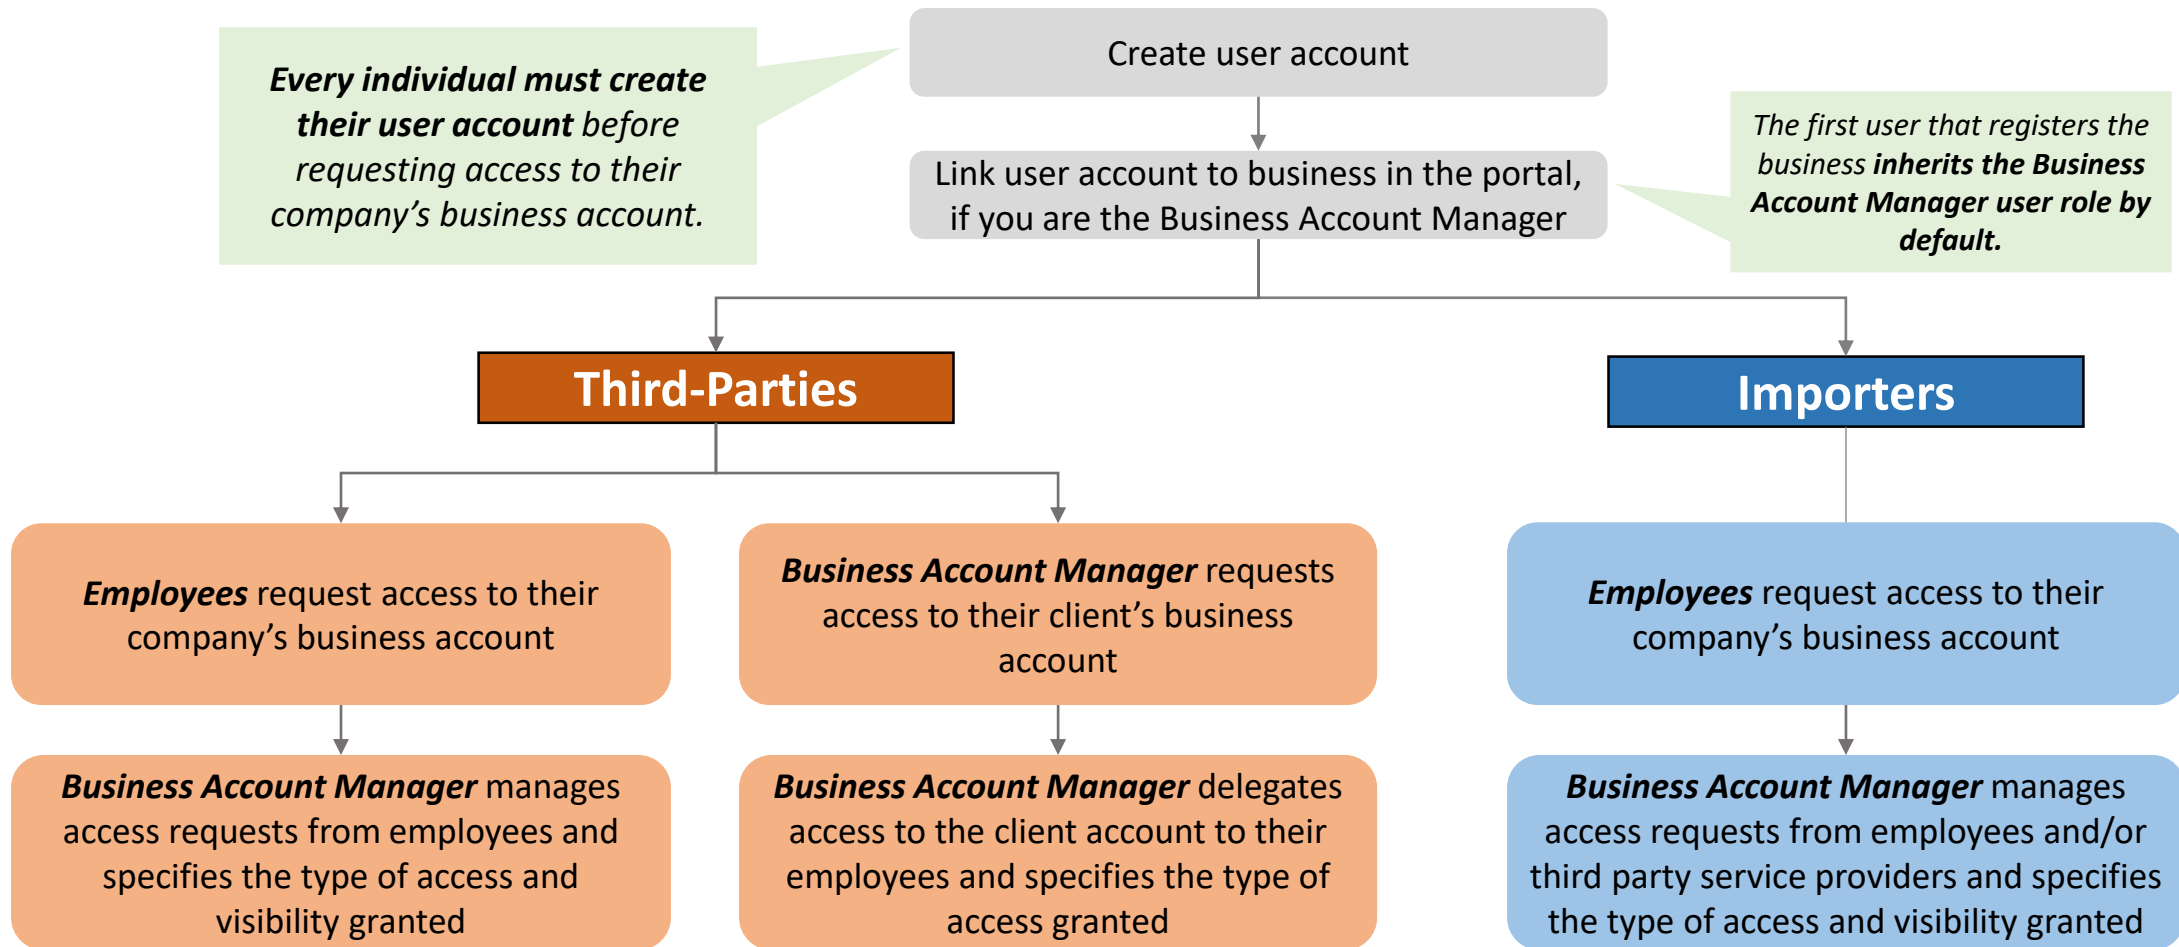 Create user account
Every individual must create
their user account before
requesting access to their
company’s business account.
Link user account to business in the portal,
if you are the Business Account Manager
The first user that registers the
business inherits the Business
Account Manager user role by
default.
Third-Parties
Importers
Employees request access to their
company’s business account
Business Account Manager requests
access to their client’s business
account
Employees request access to their
company’s business account
Business Account Manager manages
access requests from employees and
specifies the type of access and
visibility granted
Business Account Manager delegates
access to the client account to their
employees and specifies the type of
access granted
Business Account Manager manages
access requests from employees and/or
third party service providers and specifies
the type of access and visibility granted